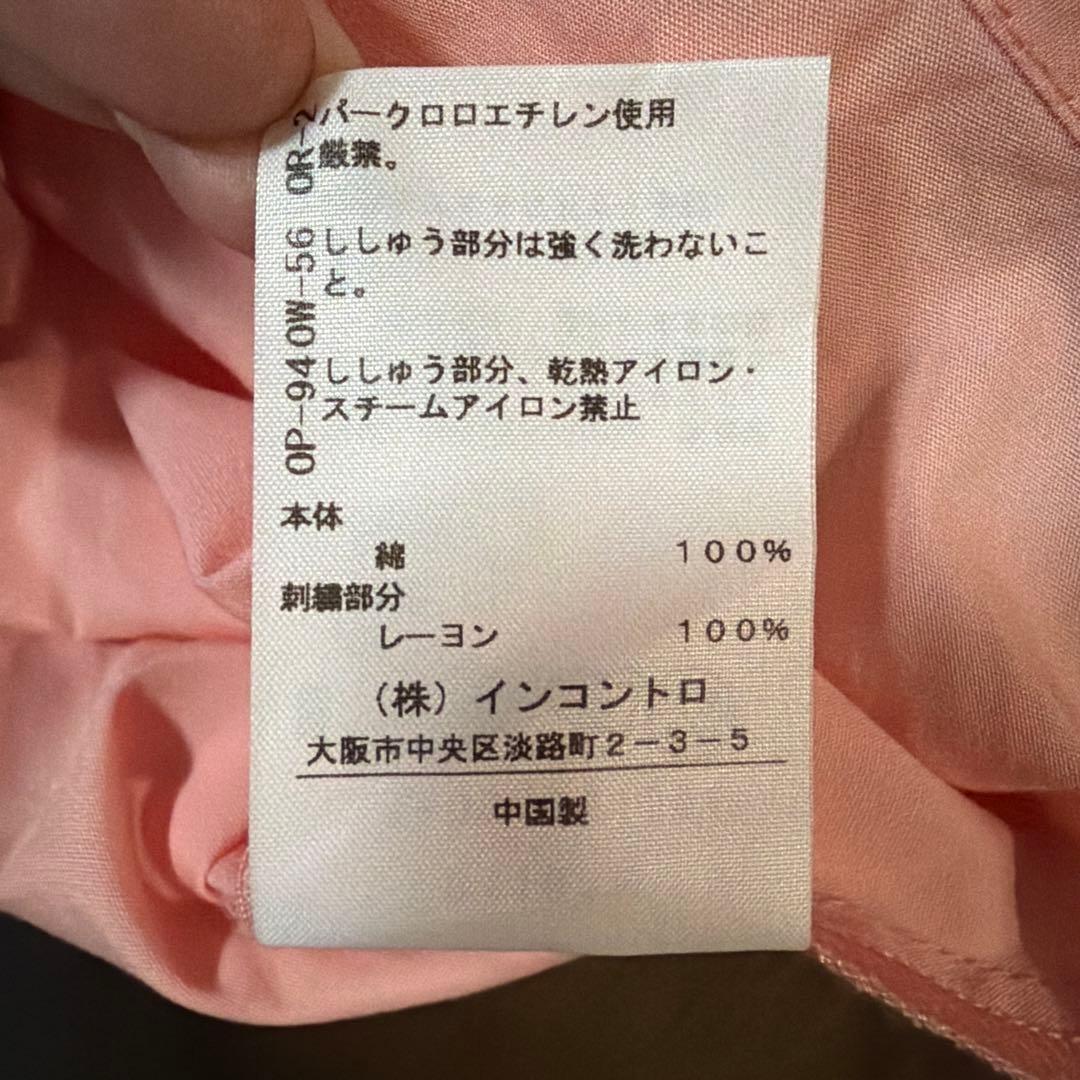 パークロロエチレン使用
厳禁。
ししゅう部分は強く洗わないこ
と。
ししゅう部分、乾熱アイロン・
スチームアイロン禁止
OP-940W-56 OR-2
本体
綿 100%
刺繍部分
レーヨン 100%
(株)インコントロ
大阪市中央区淡路町2-3-5
中国製